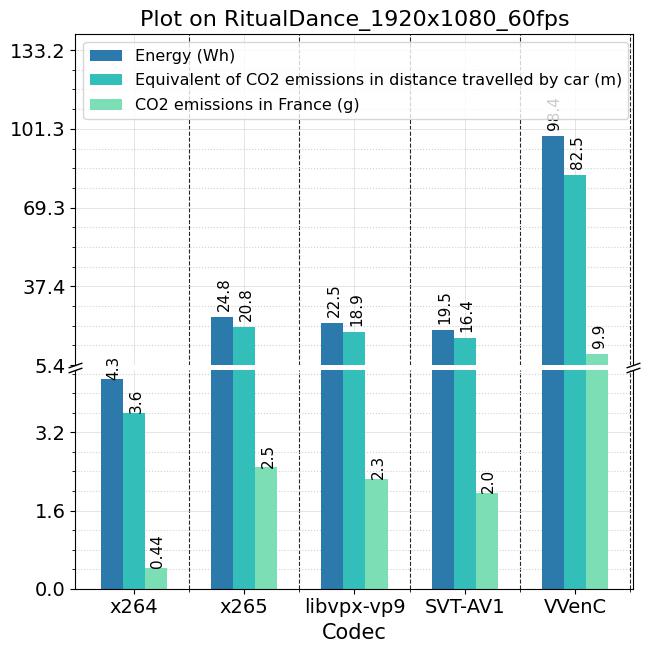 Plot on RitualDance_1920x1080_60fps
Energy (Wh)
Equivalent of CO2 emissions in distance travelled by car (m)
CO2 emissions in France (g)
133.2
101.3
69.3
37.4
5.4
3.2
1.6
0.0
4.3
3.6
0.44
24.8
20.8
2.5
22.5
18.9
2.3
19.5
16.4
2.0
98.4
82.5
9.9
x264
x265
libvpx-vp9
SVT-AV1
VVenC
Codec